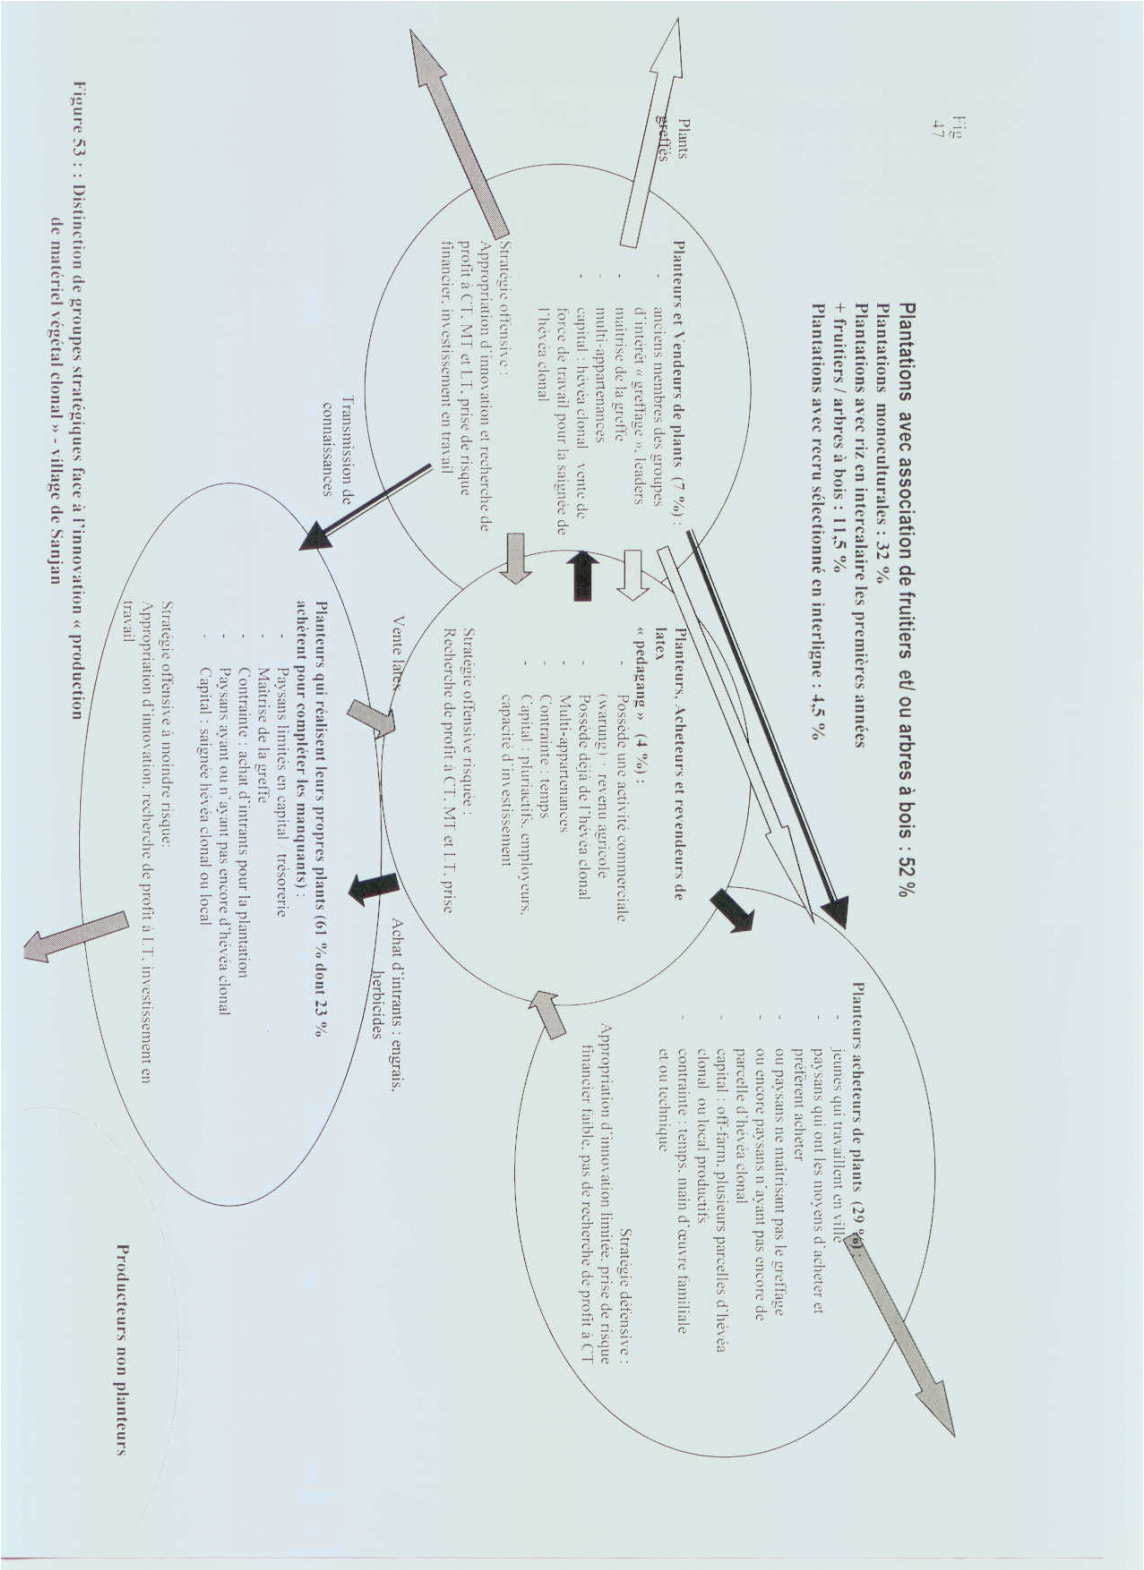 Fig
47
Plantations avec association de fruitiers et/ ou arbres à bois : 52 %
Plantations monoculturales : 32 %
Plantations avec riz en intercalaire les premières années
+ fruitiers / arbres à bois : 11,5 %
Plantations avec recru sélectionné en interligne : 4,5 %
Plants
greffés
Planteurs et Vendeurs de plants (7 %) :
- anciens membres des groupes
d'intérêt « greffage », leaders
- maîtrise de la greffe
- multi-appartenances
- capital : hévéa clonal vente de
force de travail pour la saignée de
l'hévéa clonal
Stratégie offensive :
Appropriation d'innovation et recherche de
profit à CT, MT et LT, prise de risque
financier, investissement en travail
Transmission de
connaissances
Planteurs, Acheteurs et revendeurs de
latex
« pedagang » (4 %) :
- Possède une activité commerciale
(warung) + revenu agricole
- Possède déjà de l'hévéa clonal
- Multi-appartenances
- Contrainte : temps
- Capital : pluriactifs, employeurs,
capacité d'investissement
Stratégie offensive risquée :
Recherche de profit à CT, MT et LT, prise
Vente latex
Achat d'intrants : engrais,
herbicides
Planteurs acheteurs de plants (29 %) :
- jeunes qui travaillent en ville
- paysans qui ont les moyens d'acheter et
préfèrent acheter
- ou paysans ne maîtrisant pas le greffage
- ou encore paysans n'ayant pas encore de
parcelle d'hévéa clonal
- capital : off-farm, plusieurs parcelles d'hévéa
clonal ou local productifs
- contrainte : temps, main d'œuvre familiale
et ou technique
Stratégie défensive :
Appropriation d'innovation limitée, prise de risque
financier faible, pas de recherche de profit à CT
Planteurs qui réalisent leurs propres plants (61 % dont 23 %
achètent pour compléter les manquants) :
- Paysans limités en capital / trésorerie
- Maîtrise de la greffe
- Contrainte : achat d'intrants pour la plantation
- Paysans ayant ou n'ayant pas encore d'hévéa clonal
- Capital : saignée hévéa clonal ou local
Stratégie offensive à moindre risque:
Appropriation d'innovation, recherche de profit à LT, investissement en
travail
Producteurs non planteurs
Figure 53 : : Distinction de groupes stratégiques face à l'innovation « production
de matériel végétal clonal » - village de Sanjan